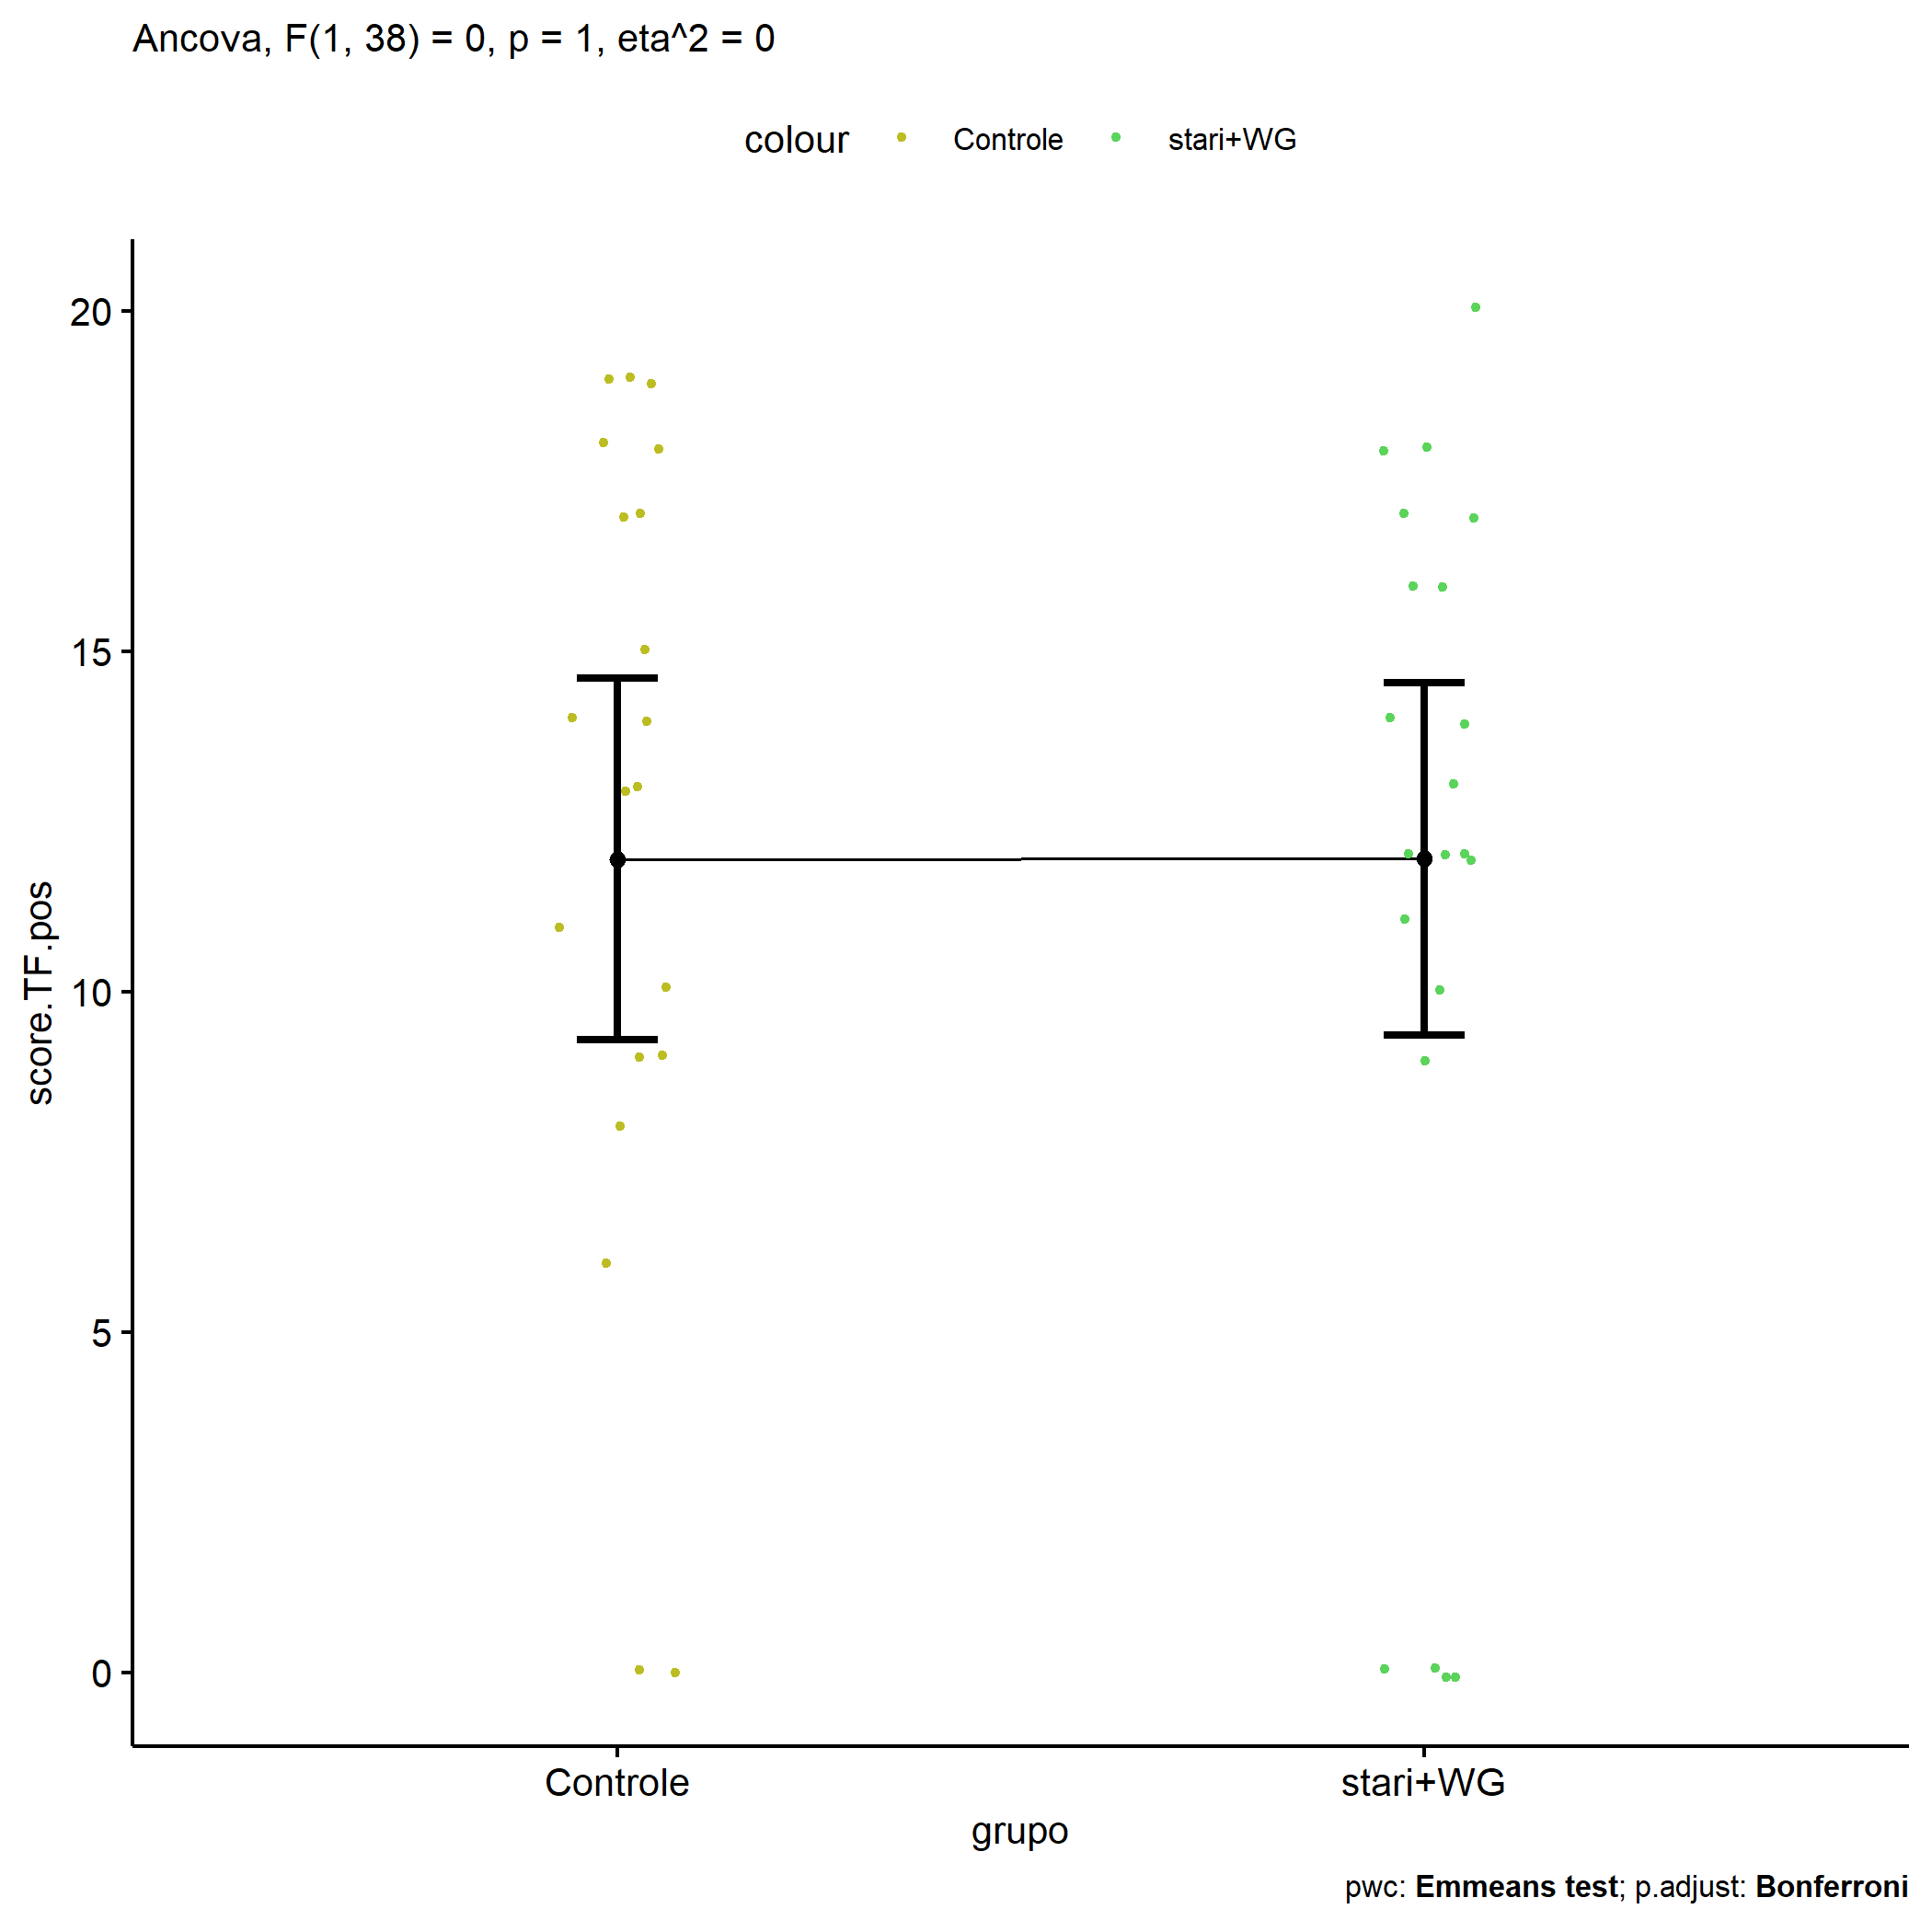 Ancova, F(1, 38) = 0, p = 1, eta^2 = 0
colour Controle stari+WG
20
15
10
5
0
score.TF.pos
Controle stari+WG
grupo
pwc: Emmeans test; p.adjust: Bonferroni